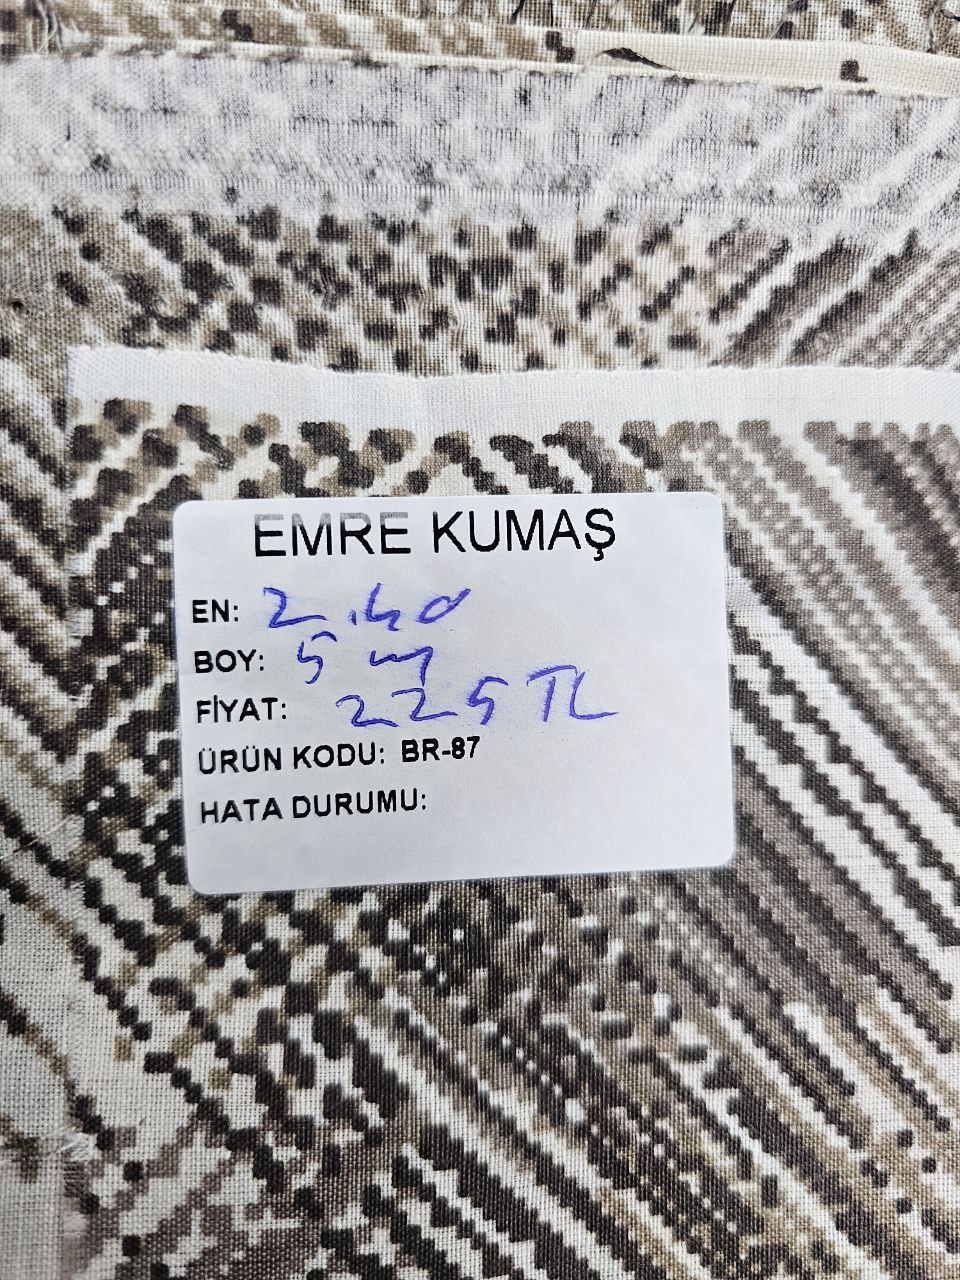 EMRE KUMAŞ
EN: 2.40
BOY: 5 m
FİYAT: 225 TL
ÜRÜN KODU: BR-87
HATA DURUMU: